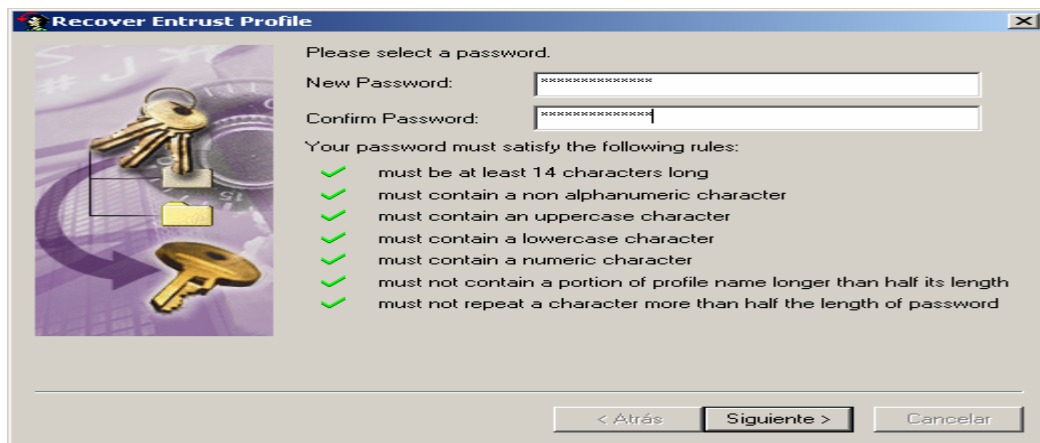 Recover Entrust Profile
Please select a password.
New Password: **************
Confirm Password: **************
Your password must satisfy the following rules:
must be at least 14 characters long
must contain a non alphanumeric character
must contain an uppercase character
must contain a lowercase character
must contain a numeric character
must not contain a portion of profile name longer than half its length
must not repeat a character more than half the length of password
< Atrás Siguiente > Cancelar